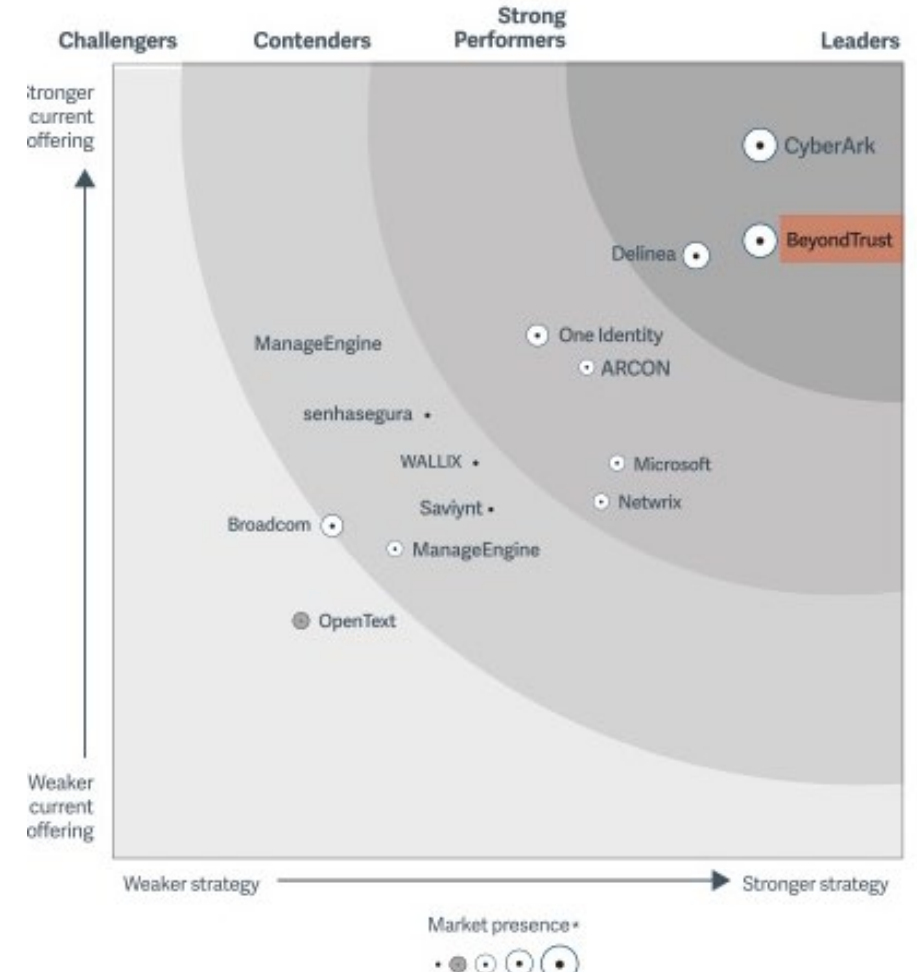 Strong
Challengers Contenders Performers Leaders
tronger
current
offering
CyberArk
BeyondTrust
Delinea
One Identity
ManageEngine
ARCON
senhasegura
WALLIX
Microsoft
Netwrix
Saviynt
Broadcom
ManageEngine
OpenText
Weaker
current
offering
Weaker strategy Stronger strategy
Market presence*